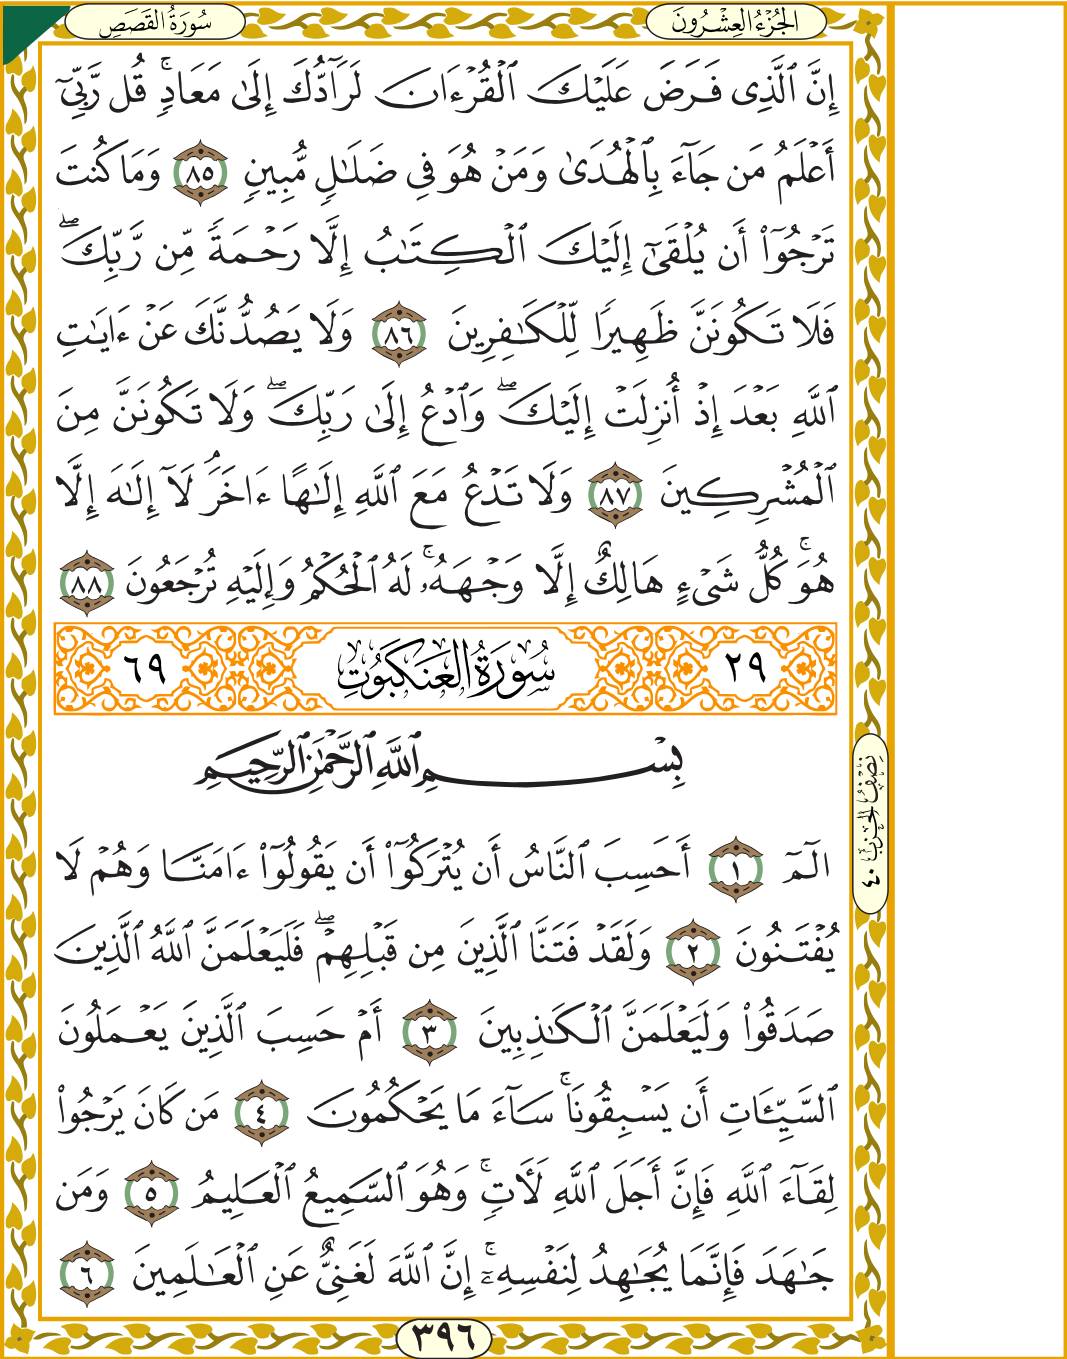 سُورَةُ القَصَصِ
الجُزْءُ العِشْرُونَ
إِنَّ ٱلَّذِى فَرَضَ عَلَيْكَ ٱلْقُرْءَانَ لَرَآدُّكَ إِلَىٰ مَعَادٍۚ قُل رَّبِّىٓ
أَعْلَمُ مَن جَآءَ بِٱلْهُدَىٰ وَمَنْ هُوَ فِى ضَلَـٰلٍ مُّبِينٍ ٨٥ وَمَا كُنتَ
تَرْجُوٓا۟ أَن يُلْقَىٰٓ إِلَيْكَ ٱلْكِتَـٰبُ إِلَّا رَحْمَةً مِّن رَّبِّكَۖ
فَلَا تَكُونَنَّ ظَهِيرًا لِّلْكَـٰفِرِينَ ٨٦ وَلَا يَصُدُّنَّكَ عَنْ ءَايَـٰتِ
ٱللَّهِ بَعْدَ إِذْ أُنزِلَتْ إِلَيْكَۖ وَٱدْعُ إِلَىٰ رَبِّكَۖ وَلَا تَكُونَنَّ مِنَ
ٱلْمُشْرِكِينَ ٨٧ وَلَا تَدْعُ مَعَ ٱللَّهِ إِلَـٰهًا ءَاخَرَۘ لَآ إِلَـٰهَ إِلَّا
هُوَۚ كُلُّ شَىْءٍ هَالِكٌ إِلَّا وَجْهَهُۥۚ لَهُ ٱلْحُكْمُ وَإِلَيْهِ تُرْجَعُونَ ٨٨
٢٩ سُورَةُ العَنكَبُوتِ ٦٩
بِسْمِ ٱللَّهِ ٱلرَّحْمَـٰنِ ٱلرَّحِيمِ
الٓمٓ ١ أَحَسِبَ ٱلنَّاسُ أَن يُتْرَكُوٓا۟ أَن يَقُولُوٓا۟ ءَامَنَّا وَهُمْ لَا
يُفْتَنُونَ ٢ وَلَقَدْ فَتَنَّا ٱلَّذِينَ مِن قَبْلِهِمْۖ فَلَيَعْلَمَنَّ ٱللَّهُ ٱلَّذِينَ
صَدَقُوا۟ وَلَيَعْلَمَنَّ ٱلْكَـٰذِبِينَ ٣ أَمْ حَسِبَ ٱلَّذِينَ يَعْمَلُونَ
ٱلسَّيِّـَٔاتِ أَن يَسْبِقُونَاۚ سَآءَ مَا يَحْكُمُونَ ٤ مَن كَانَ يَرْجُوا۟
لِقَآءَ ٱللَّهِ فَإِنَّ أَجَلَ ٱللَّهِ لَـَٔاتٍۚ وَهُوَ ٱلسَّمِيعُ ٱلْعَلِيمُ ٥ وَمَن
جَـٰهَدَ فَإِنَّمَا يُجَـٰهِدُ لِنَفْسِهِۦٓۚ إِنَّ ٱللَّهَ لَغَنِىٌّ عَنِ ٱلْعَـٰلَمِينَ ٦
نِصْفُ الحِزْبِ ٤٠
٣٩٦